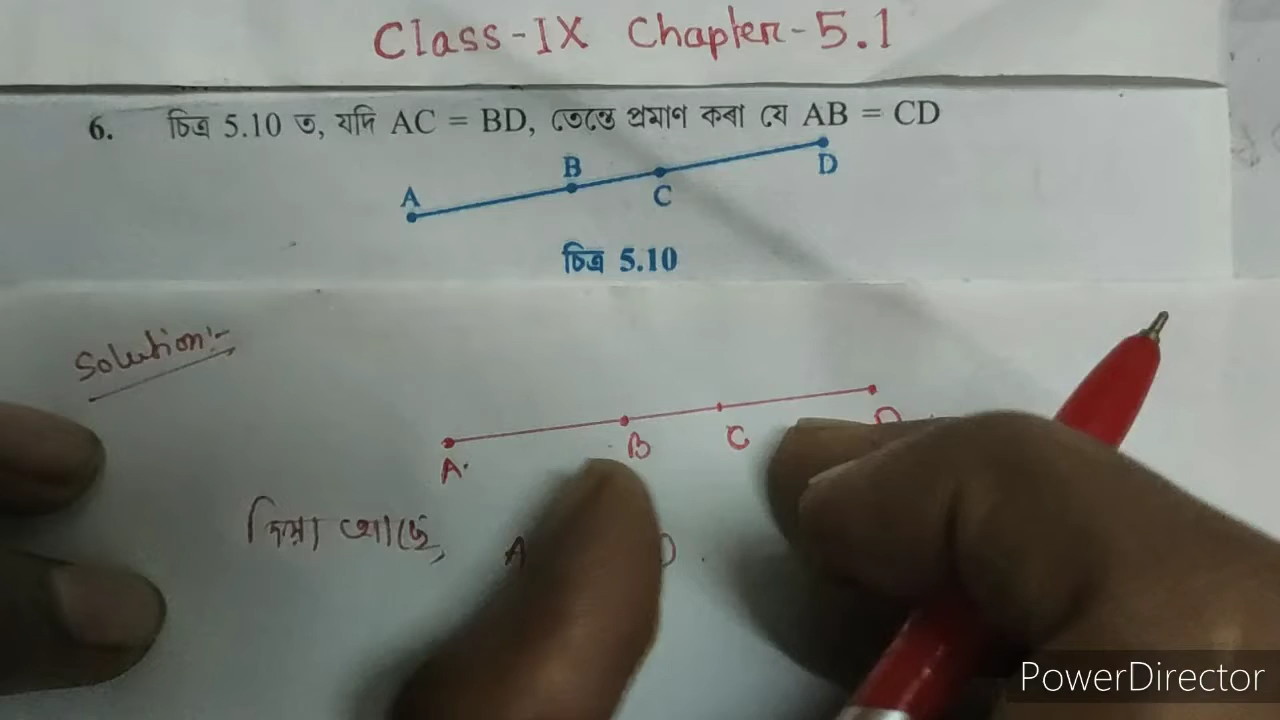 Class-IX Chapter-5.1
6. চিত্ৰ 5.10 ত, যদি AC = BD, তেন্তে প্ৰমাণ কৰা যে AB = CD
A B C D
চিত্ৰ 5.10
Solution:-
A B C D
দিয়া আছে, A
PowerDirector